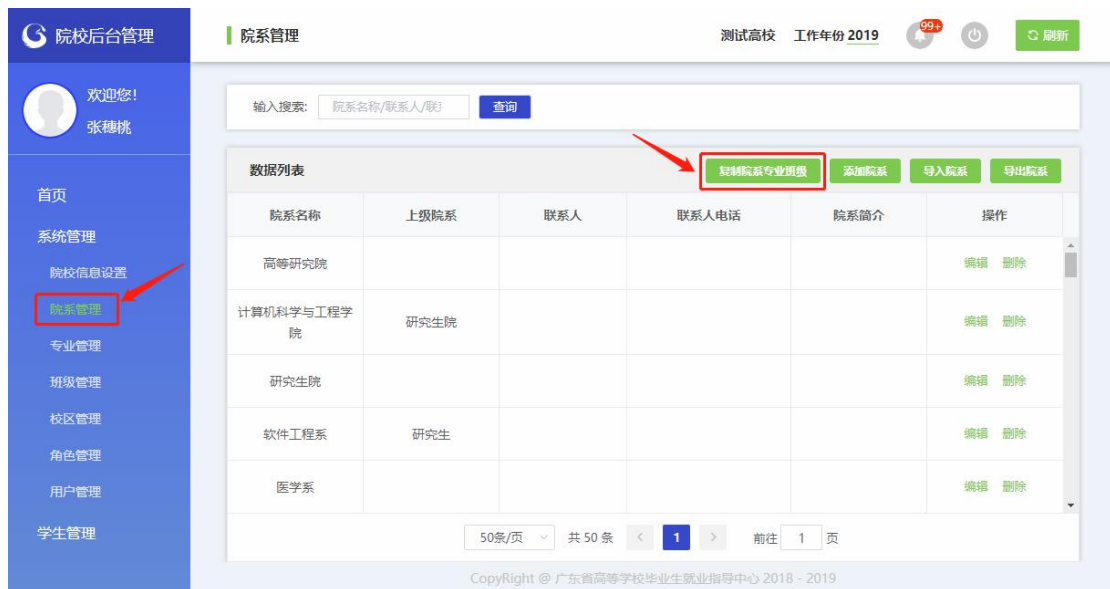 院校后台管理
院系管理
测试高校 工作年份 2019
99+
刷新
欢迎您!
张穗桃
首页
系统管理
院校信息设置
院系管理
专业管理
班级管理
校区管理
角色管理
用户管理
学生管理
输入搜索: 院系名称/联系人/联 查询
数据列表 复制院系专业班级 添加院系 导入院系 导出院系
院系名称 上级院系 联系人 联系人电话 院系简介 操作
高等研究院 编辑 删除
计算机科学与工程学
院 研究生院 编辑 删除
研究生院 编辑 删除
软件工程系 研究生 编辑 删除
医学系 编辑 删除
50条/页 共 50 条 1 前往 1 页
CopyRight @ 广东省高等学校毕业生就业指导中心 2018 - 2019